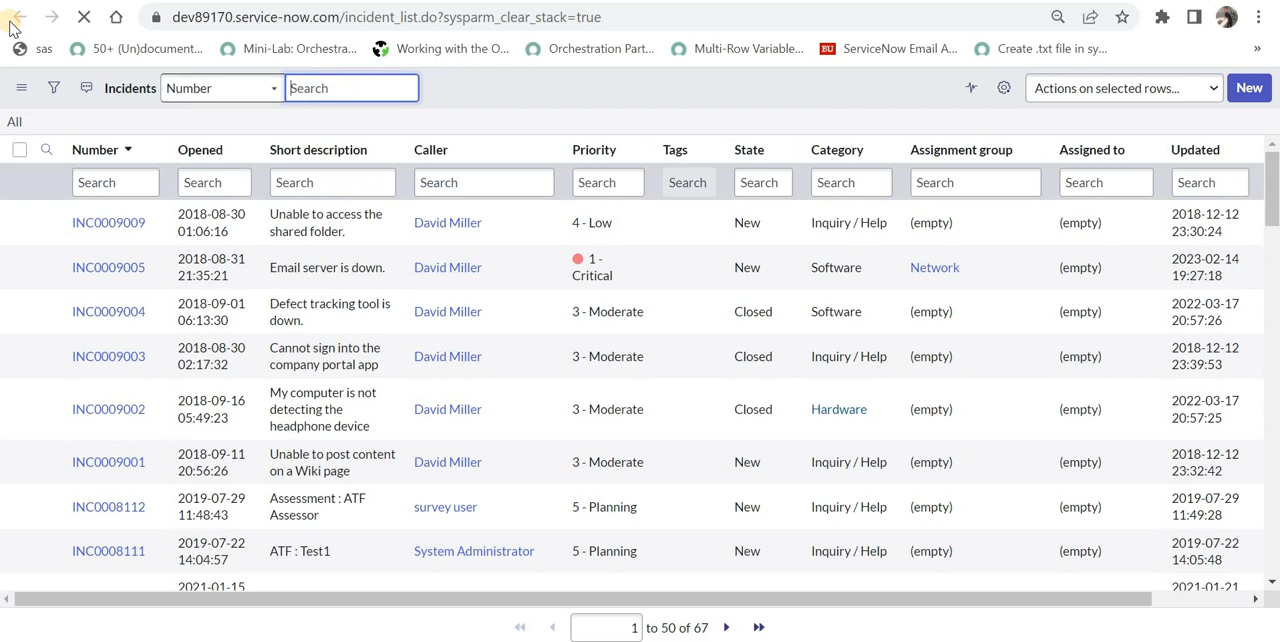 dev89170.service-now.com/incident_list.do?sysparm_clear_stack=true
sas 50+ (Un)document... Mini-Lab: Orchestra... Working with the O... Orchestration Part... Multi-Row Variable... BU ServiceNow Email A... Create .txt file in sy... »
Incidents Number Search Actions on selected rows... New
All
Number Opened Short description Caller Priority Tags State Category Assignment group Assigned to Updated
Search Search Search Search Search Search Search Search Search Search Search
INC0009009 2018-08-30 01:06:16 Unable to access the shared folder. David Miller 4 - Low New Inquiry / Help (empty) (empty) 2018-12-12 23:30:24
INC0009005 2018-08-31 21:35:21 Email server is down. David Miller 1 - Critical New Software Network (empty) 2023-02-14 19:27:18
INC0009004 2018-09-01 06:13:30 Defect tracking tool is down. David Miller 3 - Moderate Closed Software (empty) (empty) 2022-03-17 20:57:26
INC0009003 2018-08-30 02:17:32 Cannot sign into the company portal app David Miller 3 - Moderate Closed Inquiry / Help (empty) (empty) 2018-12-12 23:39:53
INC0009002 2018-09-16 05:49:23 My computer is not detecting the headphone device David Miller 3 - Moderate Closed Hardware (empty) (empty) 2022-03-17 20:57:25
INC0009001 2018-09-11 20:56:26 Unable to post content on a Wiki page David Miller 3 - Moderate New Inquiry / Help (empty) (empty) 2018-12-12 23:32:42
INC0008112 2019-07-29 11:48:43 Assessment : ATF Assessor survey user 5 - Planning New Inquiry / Help (empty) (empty) 2019-07-29 11:49:28
INC0008111 2019-07-22 14:04:57 ATF : Test1 System Administrator 5 - Planning New Inquiry / Help (empty) (empty) 2019-07-22 14:05:48
2021-01-15 2021-01-21
1 to 50 of 67